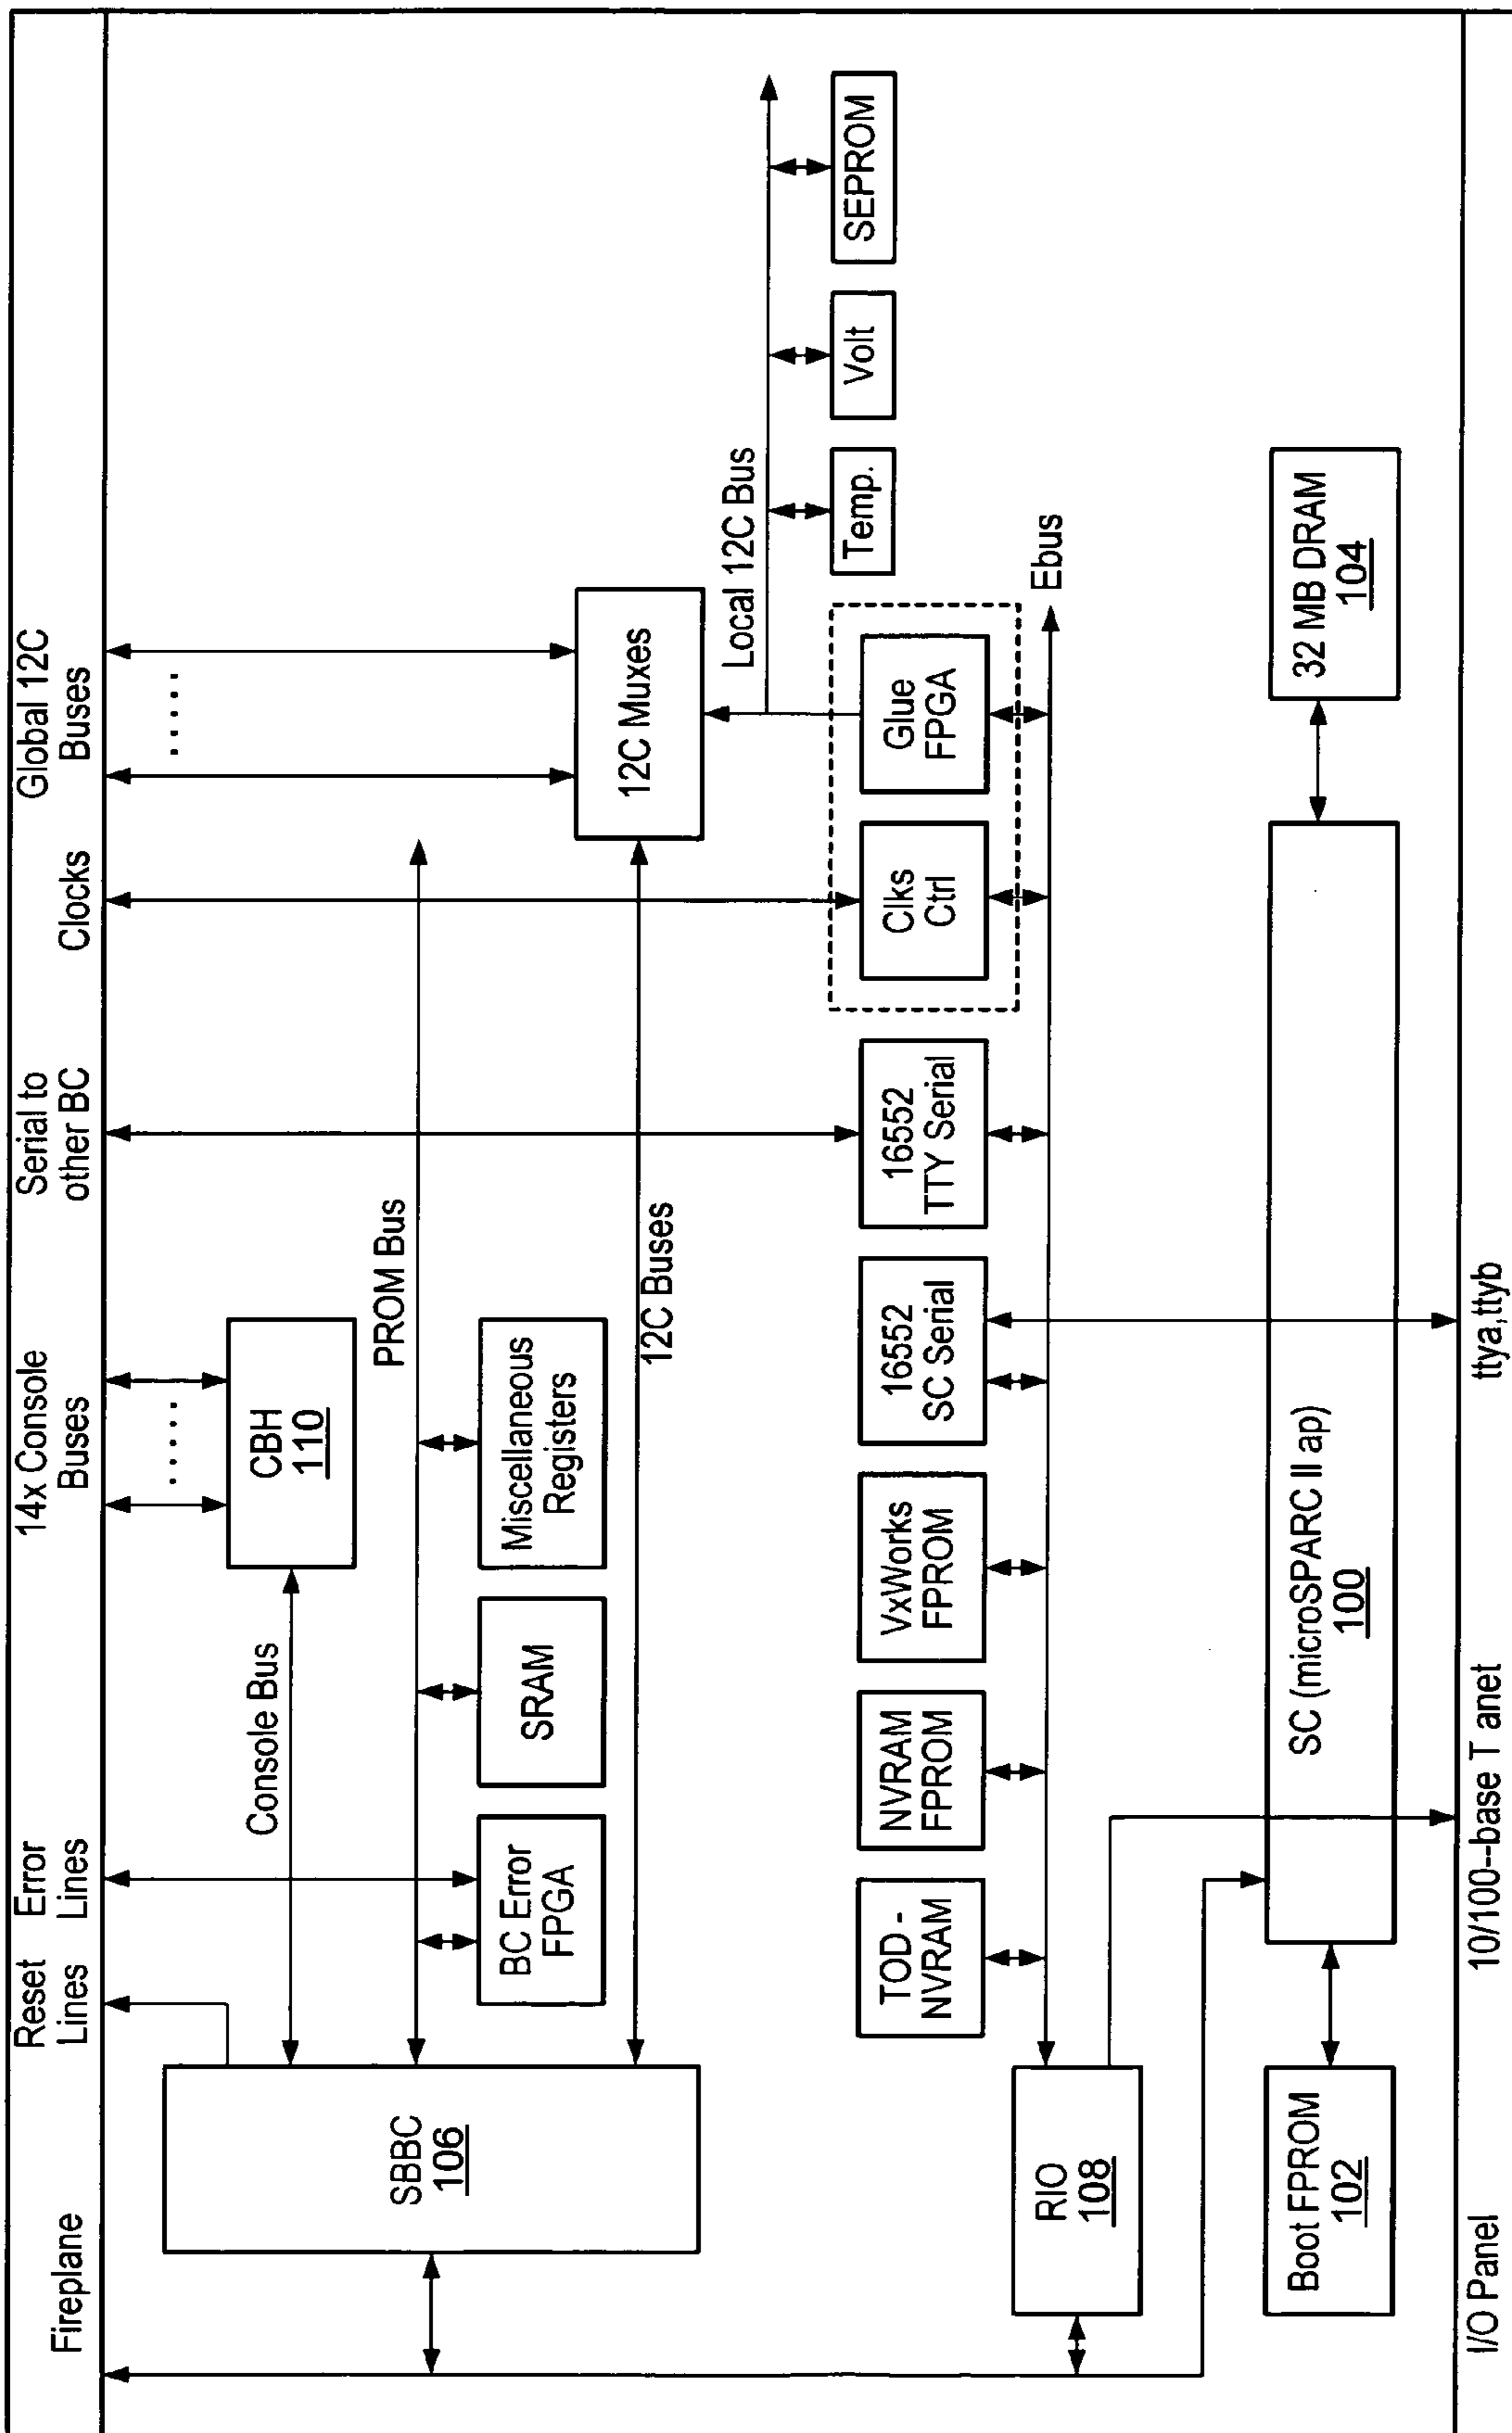 Fireplane
Reset
Lines
Error
Lines
14x Console
Buses
Serial to
other BC
Clocks
Global 12C
Buses
.....
.....
SBBC
106
Console Bus
CBH
110
PROM Bus
BC Error
FPGA
SRAM
Miscellaneous
Registers
12C Buses
12C Muxes
Local 12C Bus
Temp.
Volt
SEPROM
TOD -
NVRAM
NVRAM
FPROM
VxWorks
FPROM
16552
SC Serial
16552
TTY Serial
Clks
Ctrl
Glue
FPGA
Ebus
RIO
108
Boot FPROM
102
SC (microSPARC II ap)
100
32 MB DRAM
104
I/O Panel
10/100--base T anet
ttya,ttyb